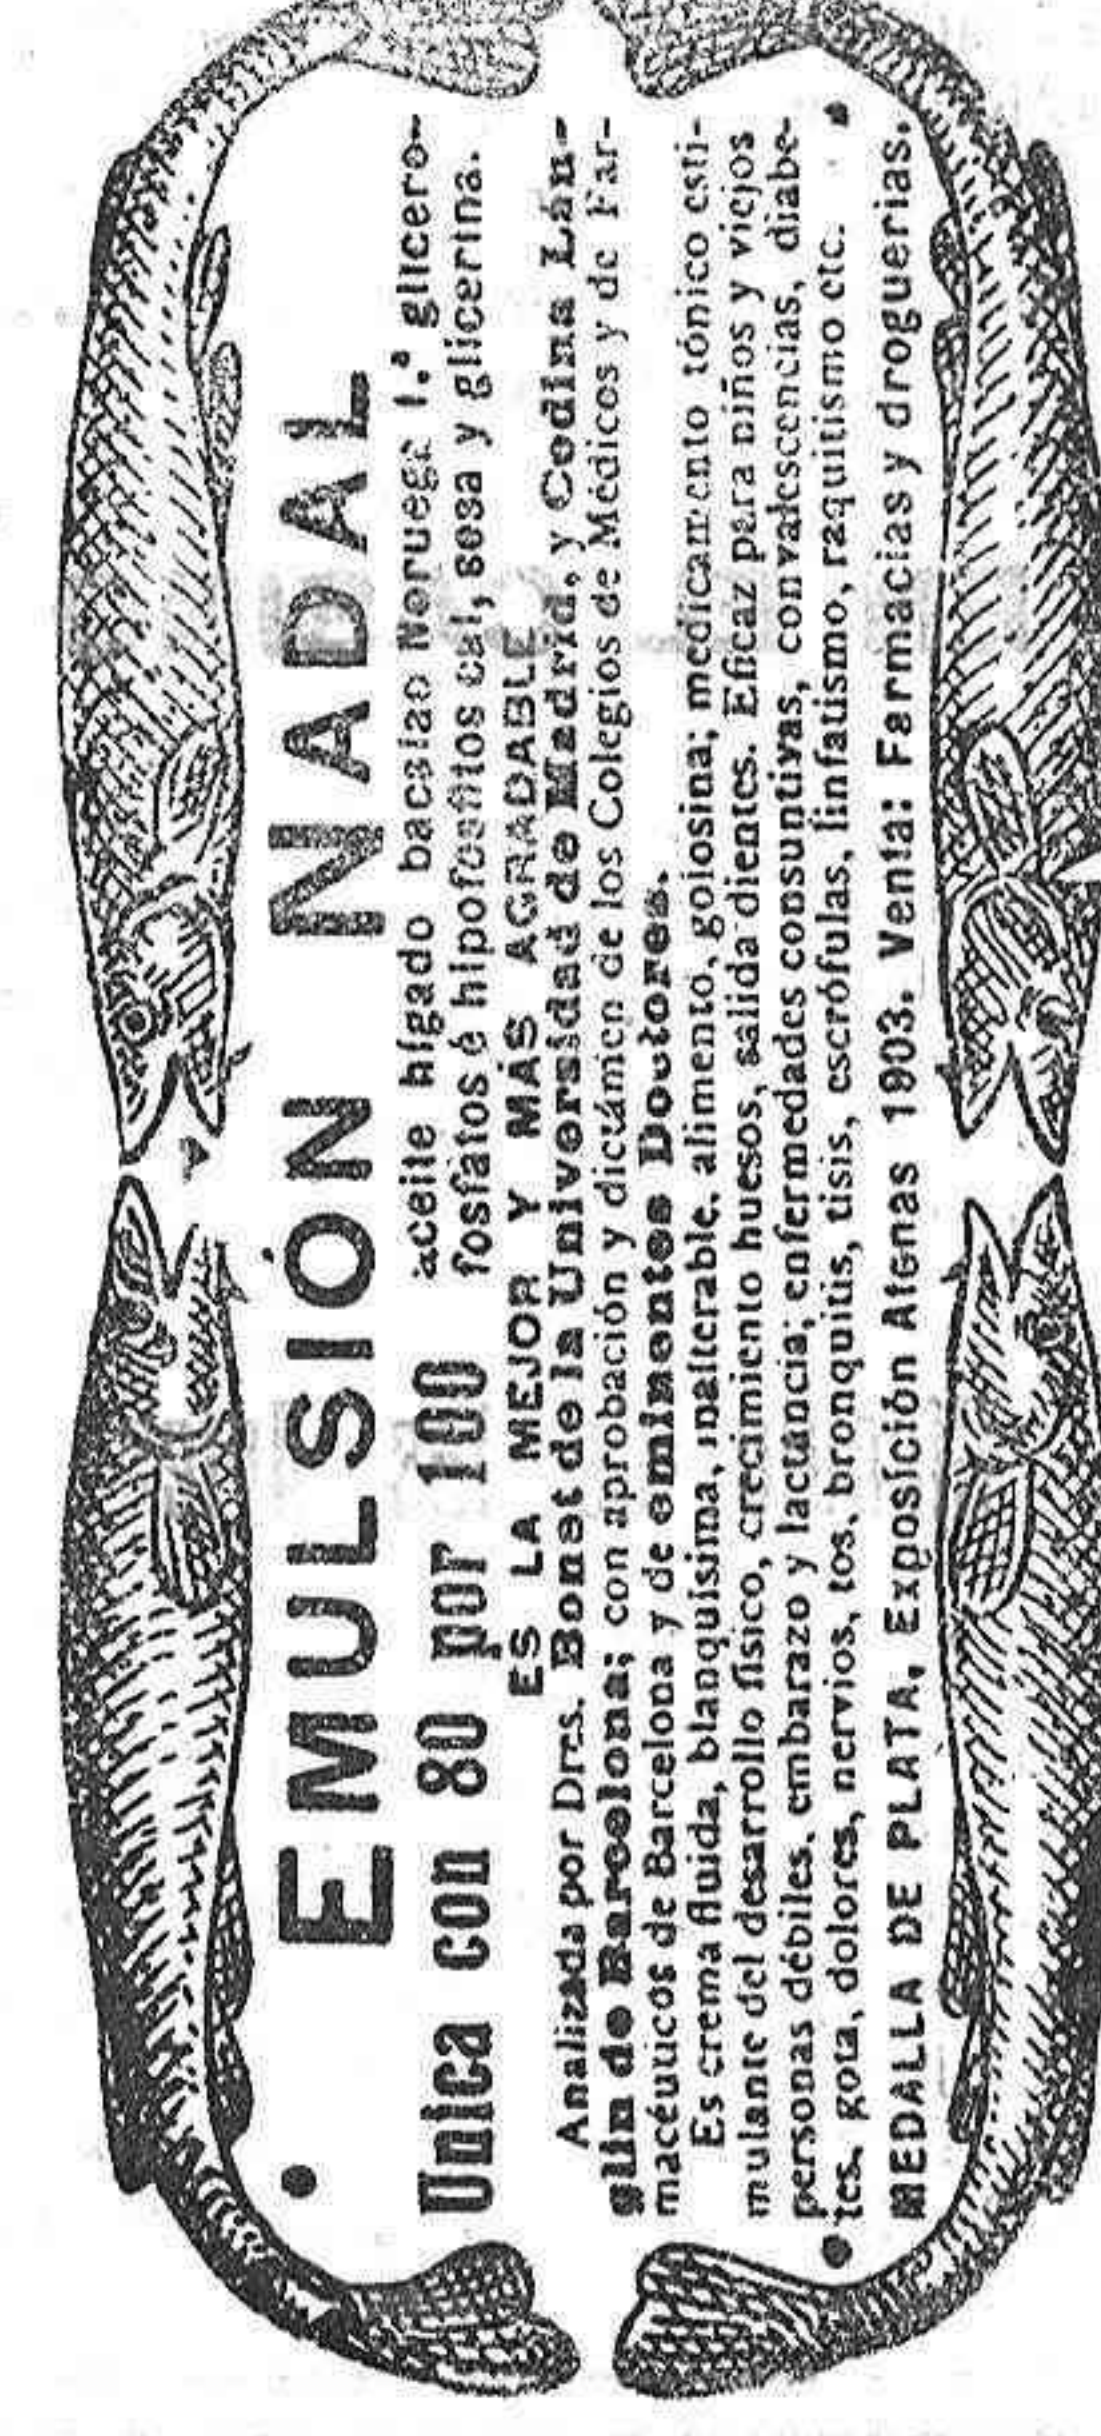 EMULSIÓN NADAL
Unica con 80 por 100 aceite hígado bacalao Noruega 1.ª glicero-
fosfatos é hipofosfitos cal, sosa y glicerina.
ES LA MEJOR Y MÁS AGRADABLE
Analizada por Dres. Bonet de la Universidad de Madrid, y Codina Län-
glin de Barcelona; con aprobación y dictámen de los Colegios de Médicos y de Far-
macéuticos de Barcelona y de eminentes Doctores.
Es crema fluida, blanquísima, inalterable, alimento, golosina; medicamento tónico esti-
mulante del desarrollo físico, crecimiento huesos, salida dientes. Eficaz para niños y viejos
personas débiles, embarazo y lactancia; enfermedades consuntivas, convalescencias, diabe-
tes, gota, dolores, nervios, tos, bronquitis, tisis, escrófulas, linfatismo, raquitismo etc.
MEDALLA DE PLATA, Exposición Atenas 1903. Venta: Farmacias y droguerias.